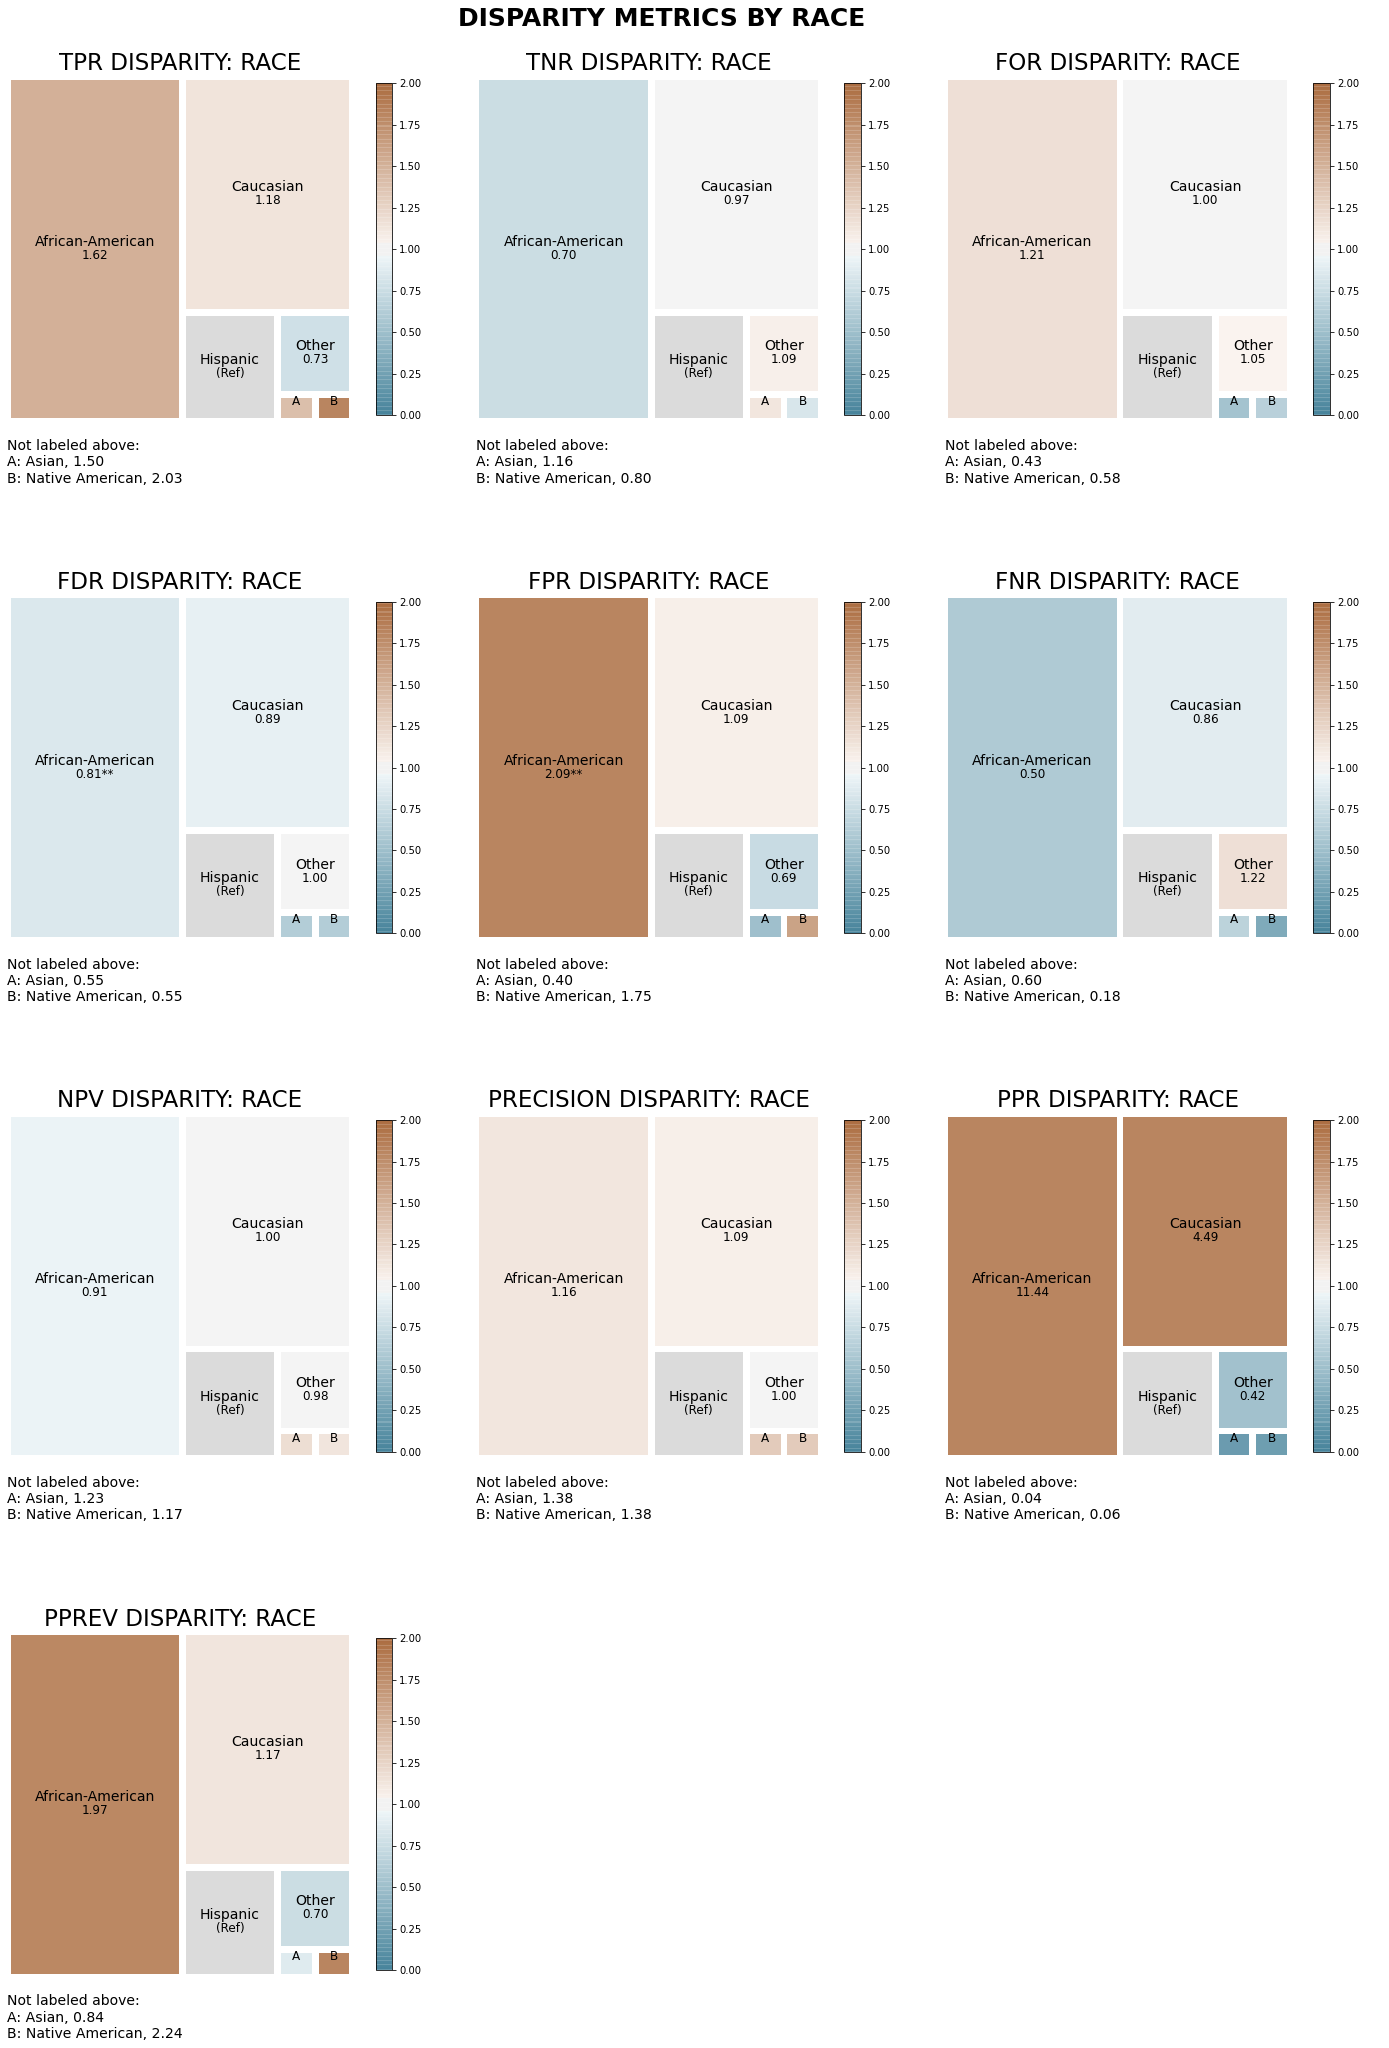 DISPARITY METRICS BY RACE
TPR DISPARITY: RACE
African-American
1.62
Caucasian
1.18
Hispanic
(Ref)
Other
0.73
A
B
2.00
1.75
1.50
1.25
1.00
0.75
0.50
0.25
0.00
Not labeled above:
A: Asian, 1.50
B: Native American, 2.03
TNR DISPARITY: RACE
African-American
0.70
Caucasian
0.97
Hispanic
(Ref)
Other
1.09
A
B
2.00
1.75
1.50
1.25
1.00
0.75
0.50
0.25
0.00
Not labeled above:
A: Asian, 1.16
B: Native American, 0.80
FOR DISPARITY: RACE
African-American
1.21
Caucasian
1.00
Hispanic
(Ref)
Other
1.05
A
B
2.00
1.75
1.50
1.25
1.00
0.75
0.50
0.25
0.00
Not labeled above:
A: Asian, 0.43
B: Native American, 0.58
FDR DISPARITY: RACE
African-American
0.81**
Caucasian
0.89
Hispanic
(Ref)
Other
1.00
A
B
2.00
1.75
1.50
1.25
1.00
0.75
0.50
0.25
0.00
Not labeled above:
A: Asian, 0.55
B: Native American, 0.55
FPR DISPARITY: RACE
African-American
2.09**
Caucasian
1.09
Hispanic
(Ref)
Other
0.69
A
B
2.00
1.75
1.50
1.25
1.00
0.75
0.50
0.25
0.00
Not labeled above:
A: Asian, 0.40
B: Native American, 1.75
FNR DISPARITY: RACE
African-American
0.50
Caucasian
0.86
Hispanic
(Ref)
Other
1.22
A
B
2.00
1.75
1.50
1.25
1.00
0.75
0.50
0.25
0.00
Not labeled above:
A: Asian, 0.60
B: Native American, 0.18
NPV DISPARITY: RACE
African-American
0.91
Caucasian
1.00
Hispanic
(Ref)
Other
0.98
A
B
2.00
1.75
1.50
1.25
1.00
0.75
0.50
0.25
0.00
Not labeled above:
A: Asian, 1.23
B: Native American, 1.17
PRECISION DISPARITY: RACE
African-American
1.16
Caucasian
1.09
Hispanic
(Ref)
Other
1.00
A
B
2.00
1.75
1.50
1.25
1.00
0.75
0.50
0.25
0.00
Not labeled above:
A: Asian, 1.38
B: Native American, 1.38
PPR DISPARITY: RACE
African-American
11.44
Caucasian
4.49
Hispanic
(Ref)
Other
0.42
A
B
2.00
1.75
1.50
1.25
1.00
0.75
0.50
0.25
0.00
Not labeled above:
A: Asian, 0.04
B: Native American, 0.06
PPREV DISPARITY: RACE
African-American
1.97
Caucasian
1.17
Hispanic
(Ref)
Other
0.70
A
B
2.00
1.75
1.50
1.25
1.00
0.75
0.50
0.25
0.00
Not labeled above:
A: Asian, 0.84
B: Native American, 2.24